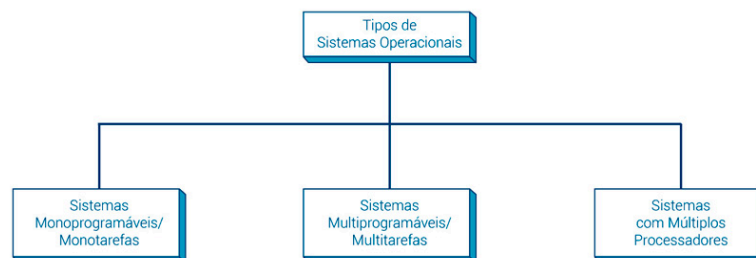 Tipos de
Sistemas Operacionais
Sistemas
Monoprogramáveis/
Monotarefas
Sistemas
Multiprogramáveis/
Multitarefas
Sistemas
com Múltiplos
Processadores